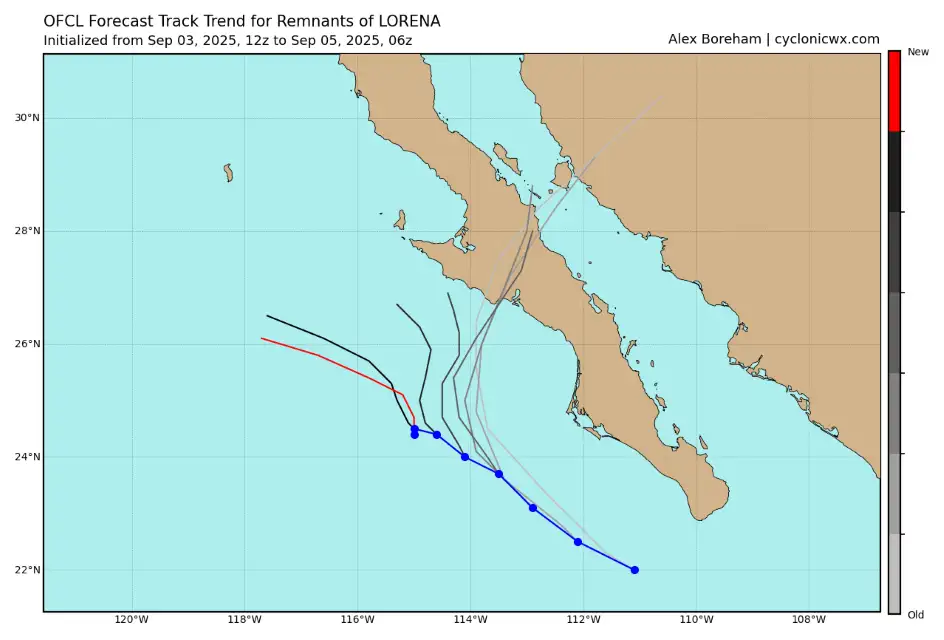 OFCL Forecast Track Trend for Remnants of LORENA
Initialized from Sep 03, 2025, 12z to Sep 05, 2025, 06z
Alex Boreham | cyclonicwx.com
New
30°N
28°N
26°N
24°N
22°N
Old
120°W
118°W
116°W
114°W
112°W
110°W
108°W